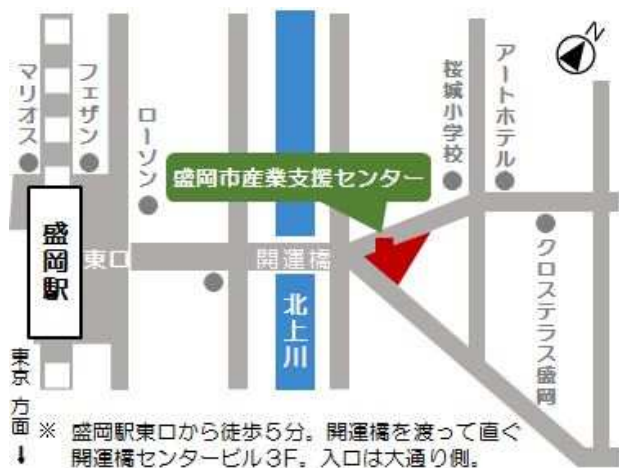 N
マリオス
フェザン
ローソン
桜城小学校
アートホテル
盛岡市産業支援センター
盛岡駅
東口
開運橋
北上川
クロステラス盛岡
東京 方面 ↓
※ 盛岡駅東口から徒歩5分。開運橋を渡って直ぐ
開運橋センタービル3F。入口は大通り側。